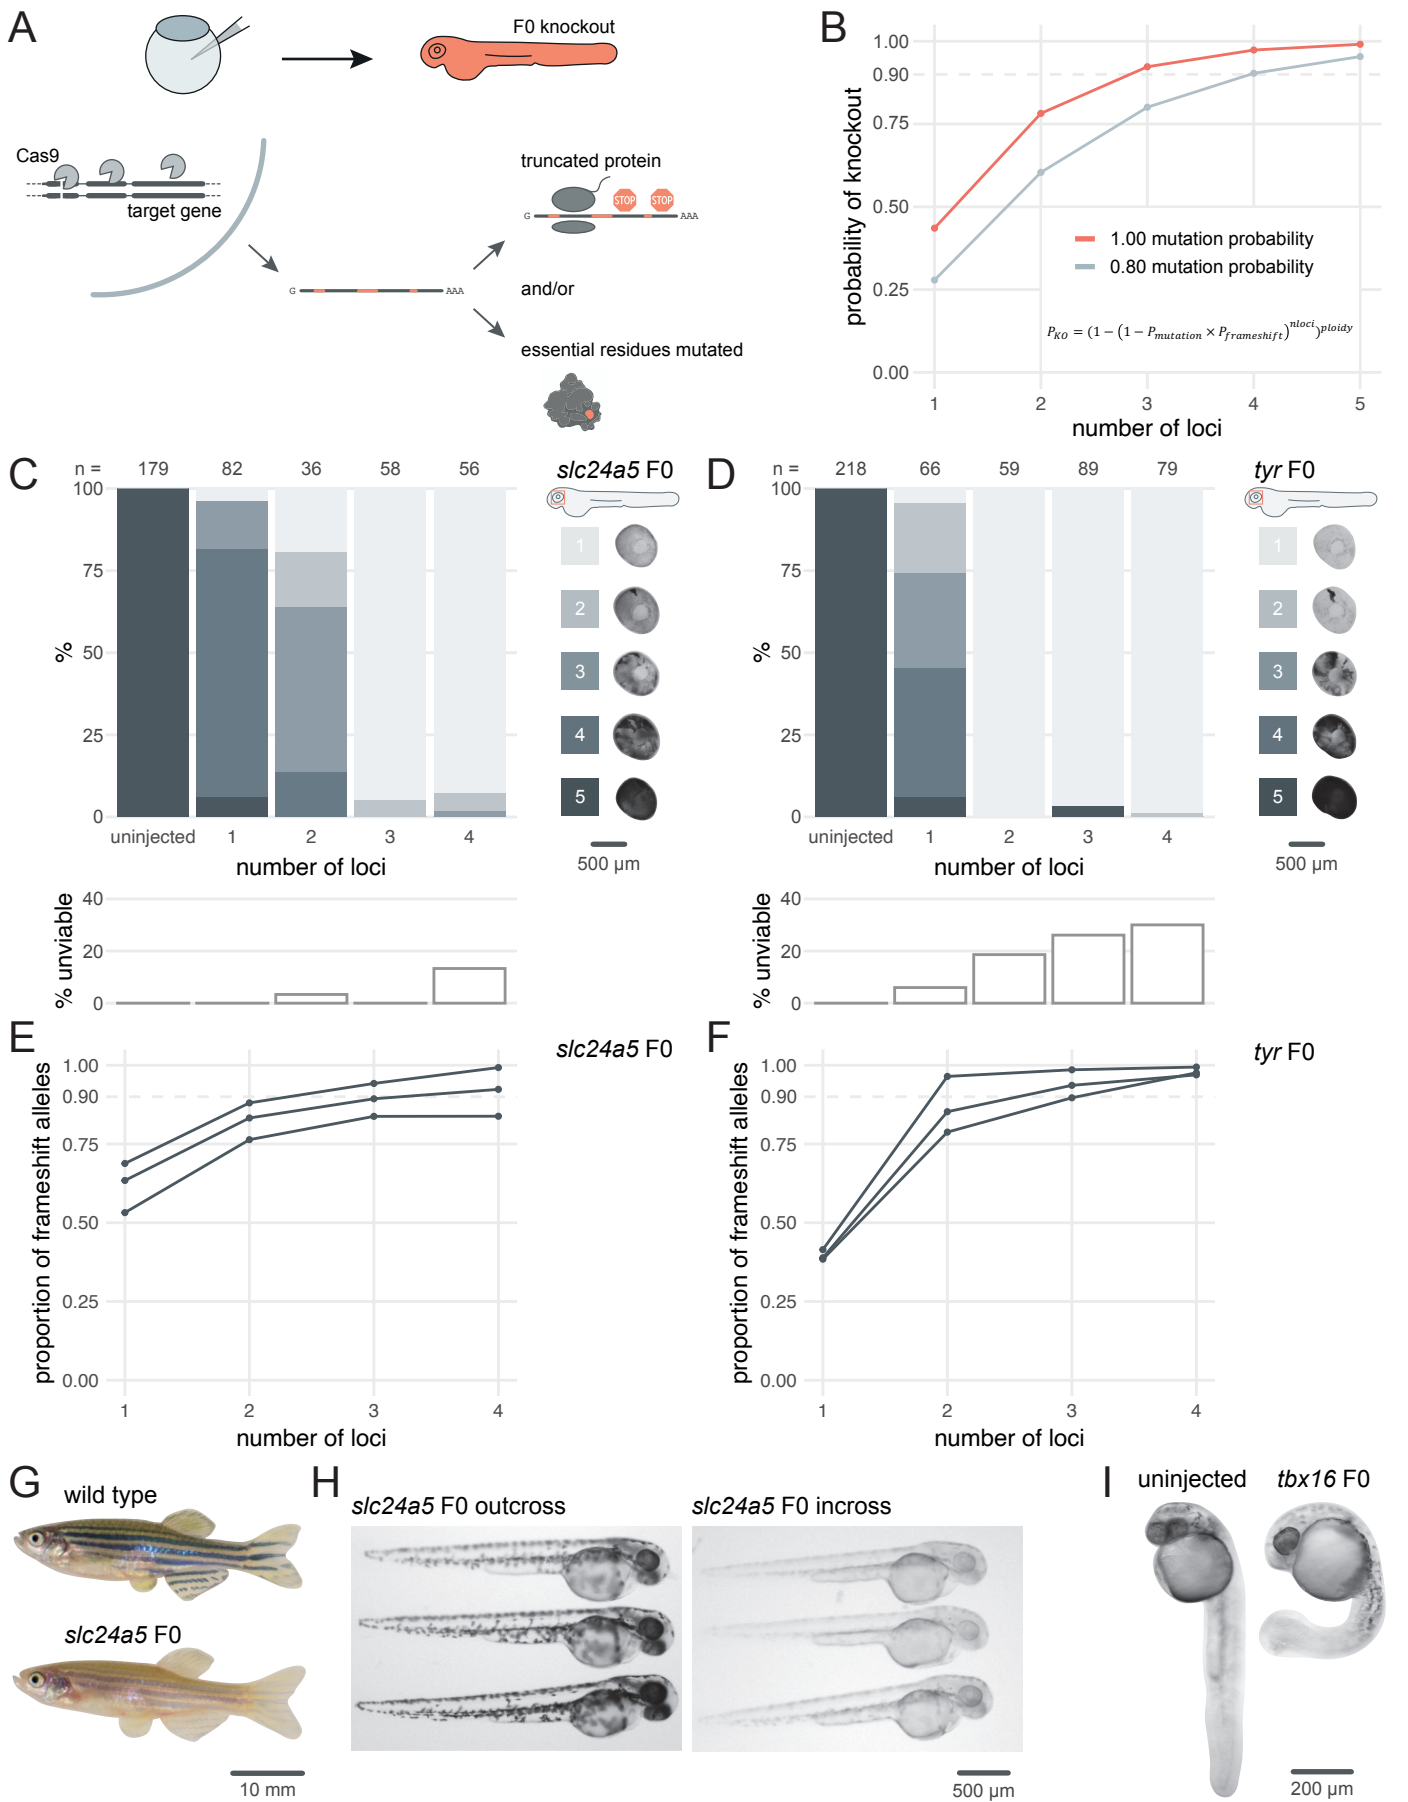 A
F0 knockout
Cas9
target gene
G
AAA
truncated protein
STOP
STOP
G
AAA
and/or
essential residues mutated
B
probability of knockout
1.00
0.90
0.75
0.50
0.25
0.00
1.00 mutation probability
0.80 mutation probability
P_KO = (1 − (1 − P_mutation × P_frameshift)^nloci)^ploidy
1 2 3 4 5
number of loci
C
n = 179 82 36 58 56
slc24a5 F0
%
100
75
50
25
0
uninjected 1 2 3 4
number of loci
1
2
3
4
5
500 µm
% unviable
40
20
0
D
n = 218 66 59 89 79
tyr F0
%
100
75
50
25
0
uninjected 1 2 3 4
number of loci
1
2
3
4
5
500 µm
% unviable
40
20
0
E
slc24a5 F0
proportion of frameshift alleles
1.00
0.90
0.75
0.50
0.25
0.00
1 2 3 4
number of loci
F
tyr F0
proportion of frameshift alleles
1.00
0.90
0.75
0.50
0.25
0.00
1 2 3 4
number of loci
G
wild type
slc24a5 F0
10 mm
H
slc24a5 F0 outcross
slc24a5 F0 incross
500 µm
I
uninjected
tbx16 F0
200 µm